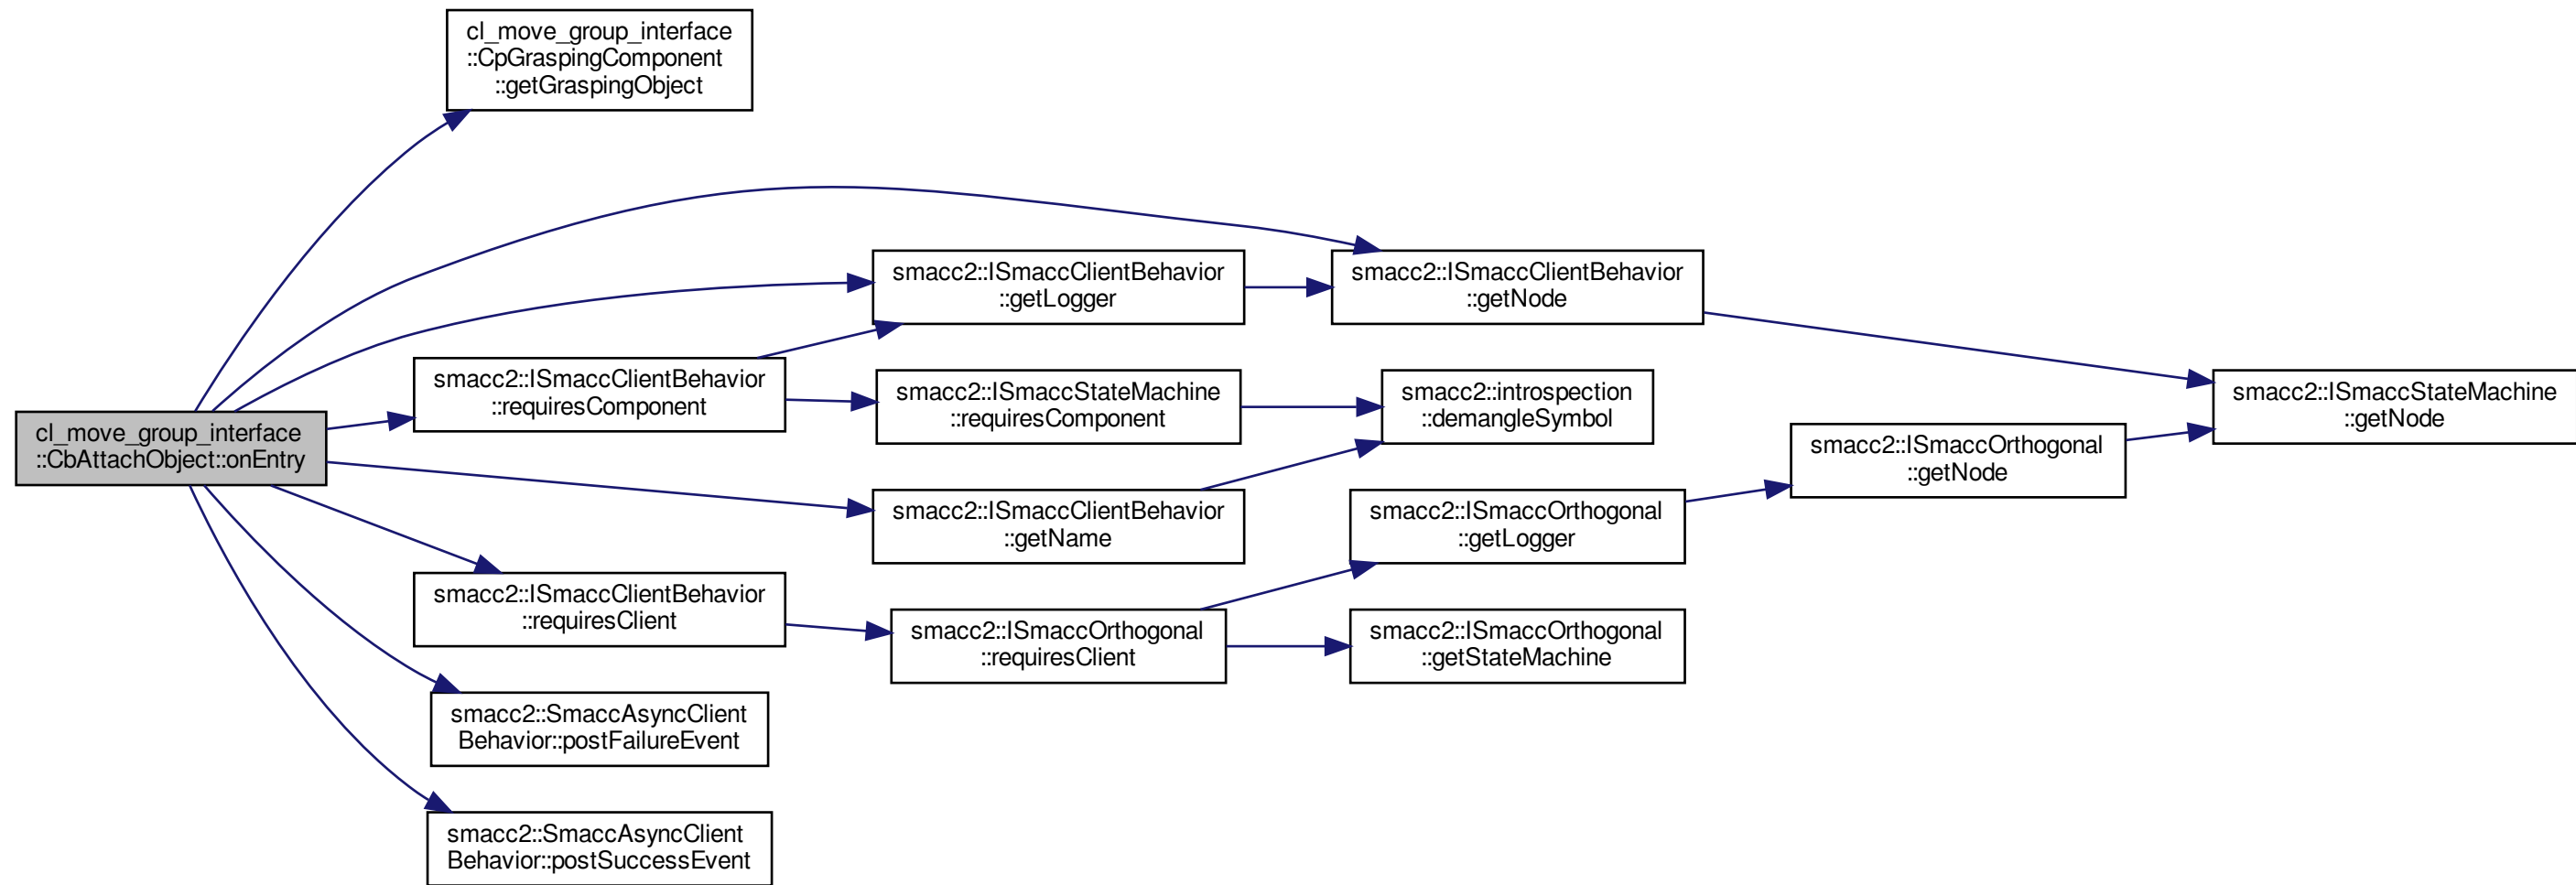 cl_move_group_interface
::CpGraspingComponent
::getGraspingObject
smacc2::ISmaccClientBehavior
::getLogger
smacc2::ISmaccClientBehavior
::getNode
smacc2::ISmaccClientBehavior
::requiresComponent
smacc2::ISmaccStateMachine
::requiresComponent
smacc2::introspection
::demangleSymbol
smacc2::ISmaccStateMachine
::getNode
cl_move_group_interface
::CbAttachObject::onEntry
smacc2::ISmaccOrthogonal
::getNode
smacc2::ISmaccClientBehavior
::getName
smacc2::ISmaccOrthogonal
::getLogger
smacc2::ISmaccClientBehavior
::requiresClient
smacc2::ISmaccOrthogonal
::requiresClient
smacc2::ISmaccOrthogonal
::getStateMachine
smacc2::SmaccAsyncClient
Behavior::postFailureEvent
smacc2::SmaccAsyncClient
Behavior::postSuccessEvent